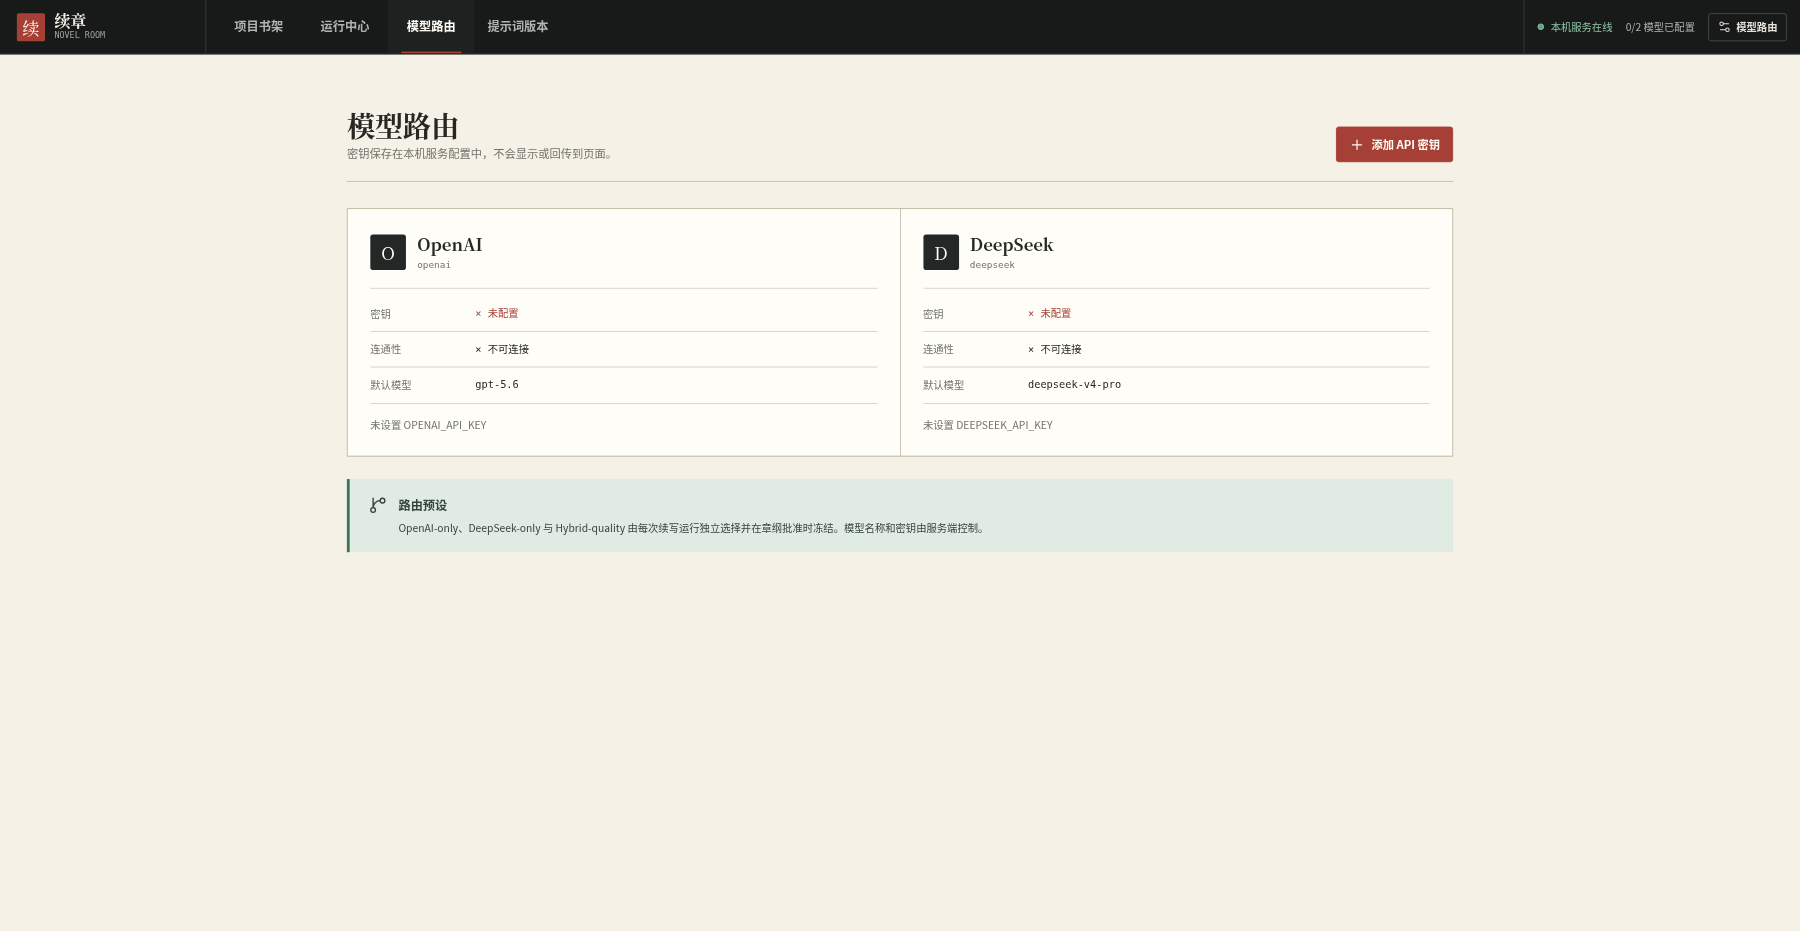 续
续章
NOVEL ROOM
项目书架
运行中心
模型路由
提示词版本
本机服务在线
0/2 模型已配置
模型路由
模型路由
密钥保存在本机服务配置中，不会显示或回传到页面。
添加 API 密钥
O
OpenAI
openai
密钥
× 未配置
连通性
× 不可连接
默认模型
gpt-5.6
未设置 OPENAI_API_KEY
D
DeepSeek
deepseek
密钥
× 未配置
连通性
× 不可连接
默认模型
deepseek-v4-pro
未设置 DEEPSEEK_API_KEY
路由预设
OpenAI-only、DeepSeek-only 与 Hybrid-quality 由每次续写运行独立选择并在章纲批准时冻结。模型名称和密钥由服务端控制。